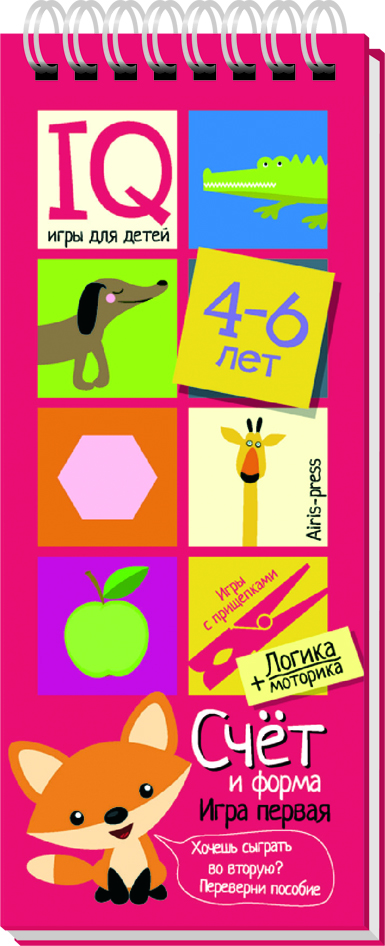 IQ
игры для детей
4-6
лет
Airis-press
Игры
с прищепками
+ Логика
моторика
Счёт
и форма
Игра первая
Хочешь сыграть
во вторую?
Переверни пособие